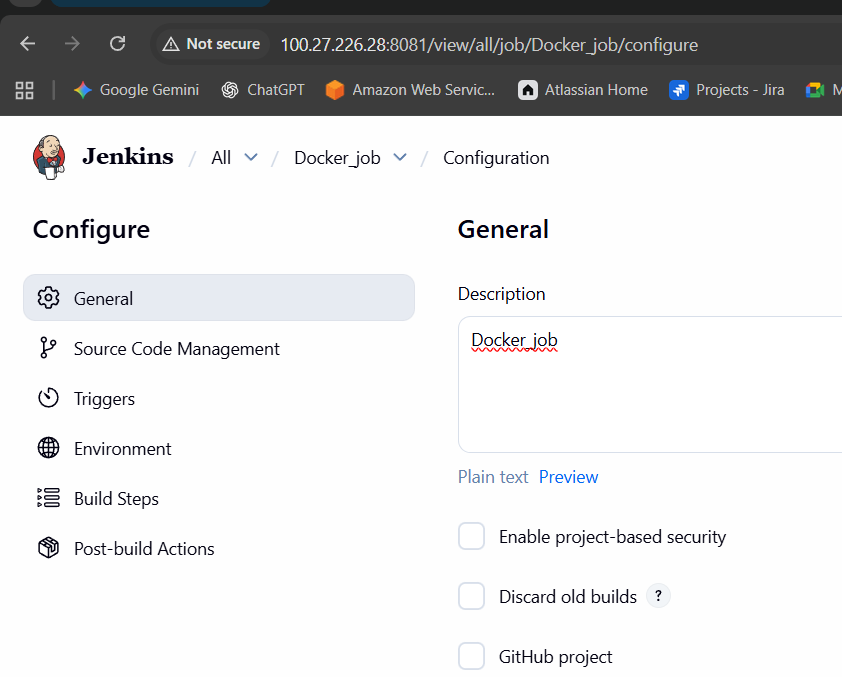 Not secure 100.27.226.28:8081/view/all/job/Docker_job/configure
Google Gemini ChatGPT Amazon Web Servic... Atlassian Home Projects - Jira M
Jenkins / All / Docker_job / Configuration
Configure
General
Source Code Management
Triggers
Environment
Build Steps
Post-build Actions
General
Description
Docker_job
Plain text Preview
Enable project-based security
Discard old builds ?
GitHub project